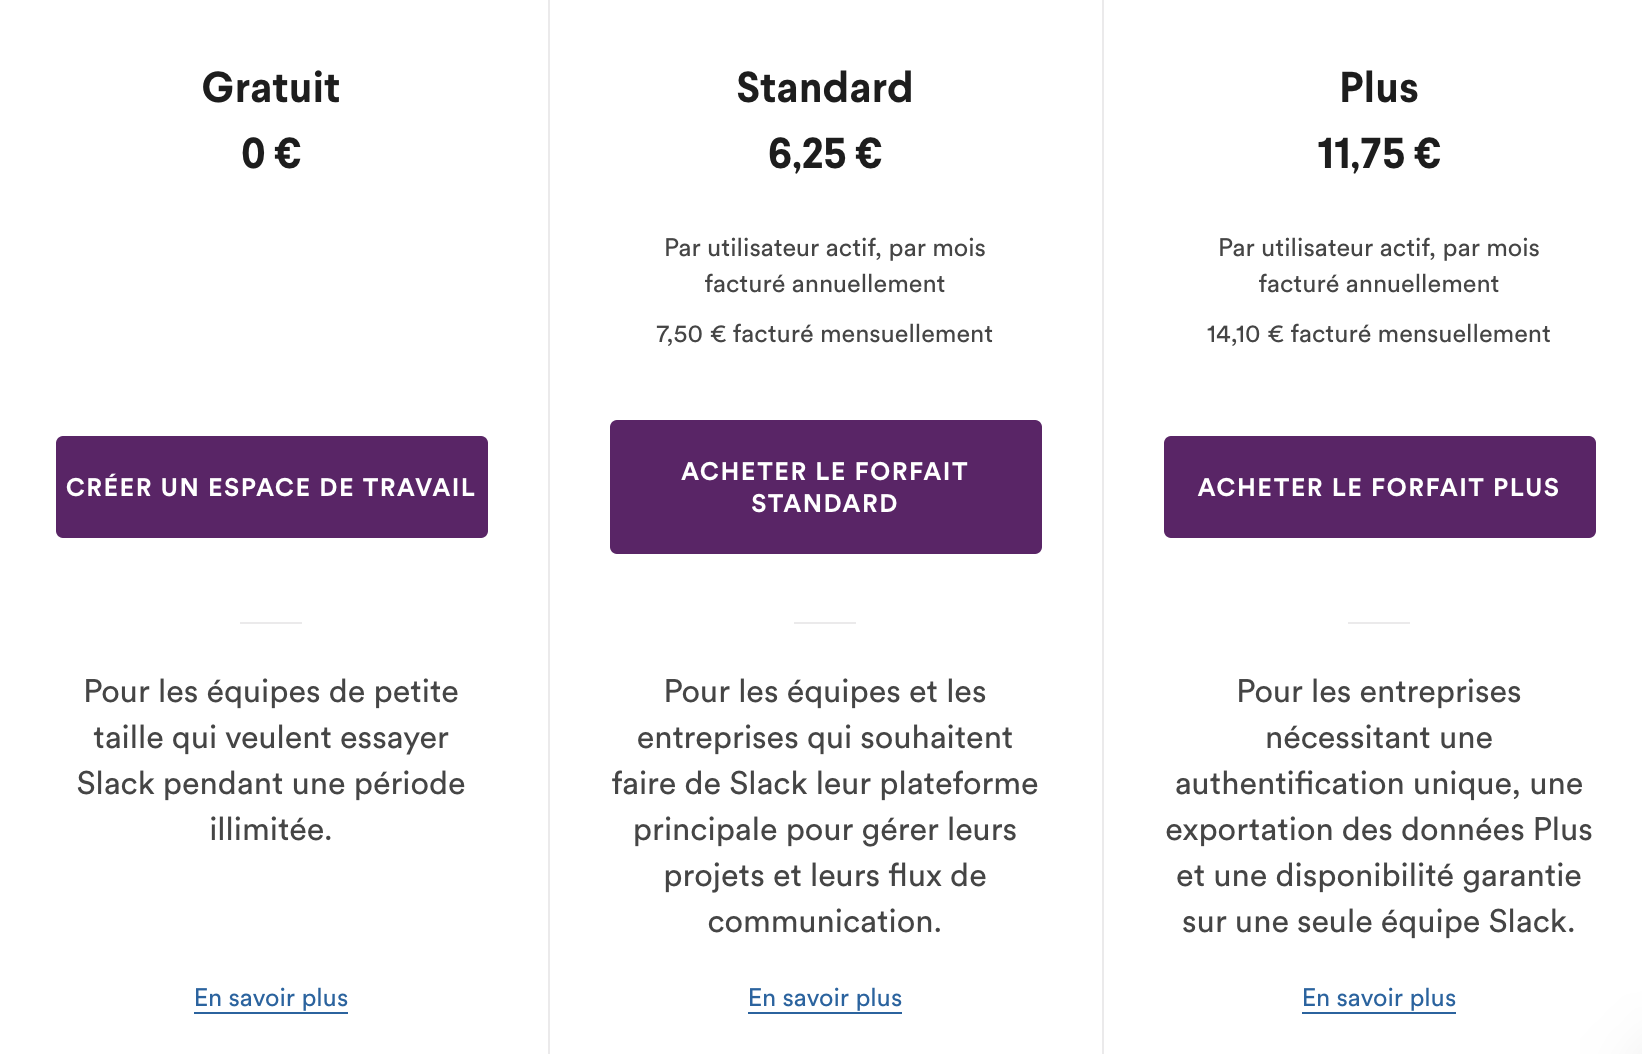 Gratuit
0 €
CRÉER UN ESPACE DE TRAVAIL
Pour les équipes de petite
taille qui veulent essayer
Slack pendant une période
illimitée.
En savoir plus
Standard
6,25 €
Par utilisateur actif, par mois
facturé annuellement
7,50 € facturé mensuellement
ACHETER LE FORFAIT
STANDARD
Pour les équipes et les
entreprises qui souhaitent
faire de Slack leur plateforme
principale pour gérer leurs
projets et leurs flux de
communication.
En savoir plus
Plus
11,75 €
Par utilisateur actif, par mois
facturé annuellement
14,10 € facturé mensuellement
ACHETER LE FORFAIT PLUS
Pour les entreprises
nécessitant une
authentification unique, une
exportation des données Plus
et une disponibilité garantie
sur une seule équipe Slack.
En savoir plus